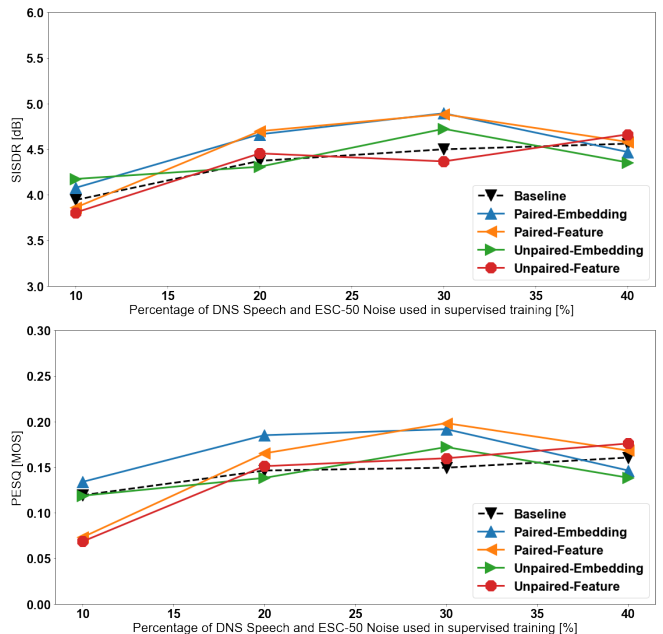 6.0
5.5
5.0
4.5
4.0
3.5
3.0
SISDR [dB]
10 15 20 25 30 35 40
Percentage of DNS Speech and ESC-50 Noise used in supervised training [%]
Baseline
Paired-Embedding
Paired-Feature
Unpaired-Embedding
Unpaired-Feature
0.30
0.25
0.20
0.15
0.10
0.05
0.00
PESQ [MOS]
10 15 20 25 30 35 40
Percentage of DNS Speech and ESC-50 Noise used in supervised training [%]
Baseline
Paired-Embedding
Paired-Feature
Unpaired-Embedding
Unpaired-Feature